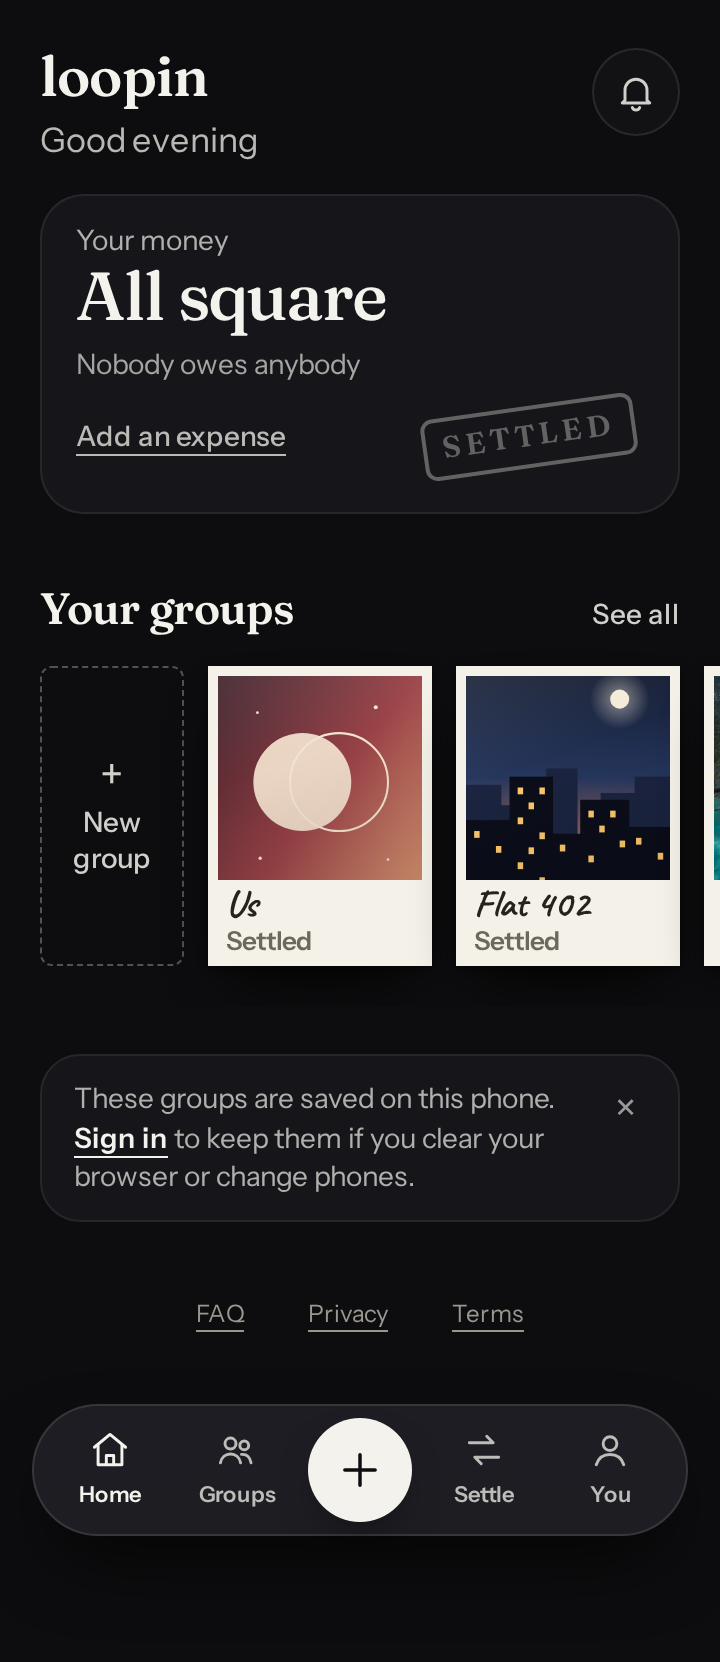 loopin
Good evening
Your money
All square
Nobody owes anybody
Add an expense
SETTLED
Your groups
See all
+
New
group
Us
Settled
Flat 402
Settled
These groups are saved on this phone.
Sign in to keep them if you clear your
browser or change phones.
FAQ Privacy Terms
Home Groups Settle You